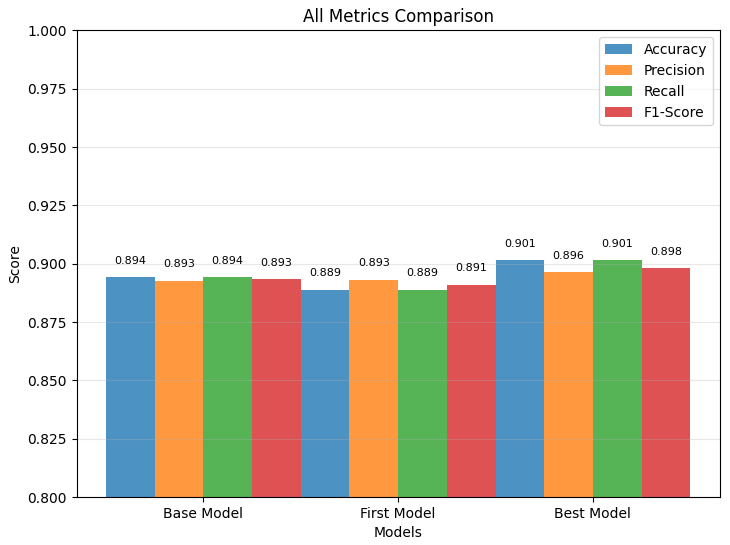 All Metrics Comparison
1.000
0.975
0.950
0.925
0.900
0.875
0.850
0.825
0.800
Score
Accuracy
Precision
Recall
F1-Score
0.894 0.893 0.894 0.893 0.889 0.893 0.889 0.891 0.901 0.896 0.901 0.898
Base Model First Model Best Model
Models